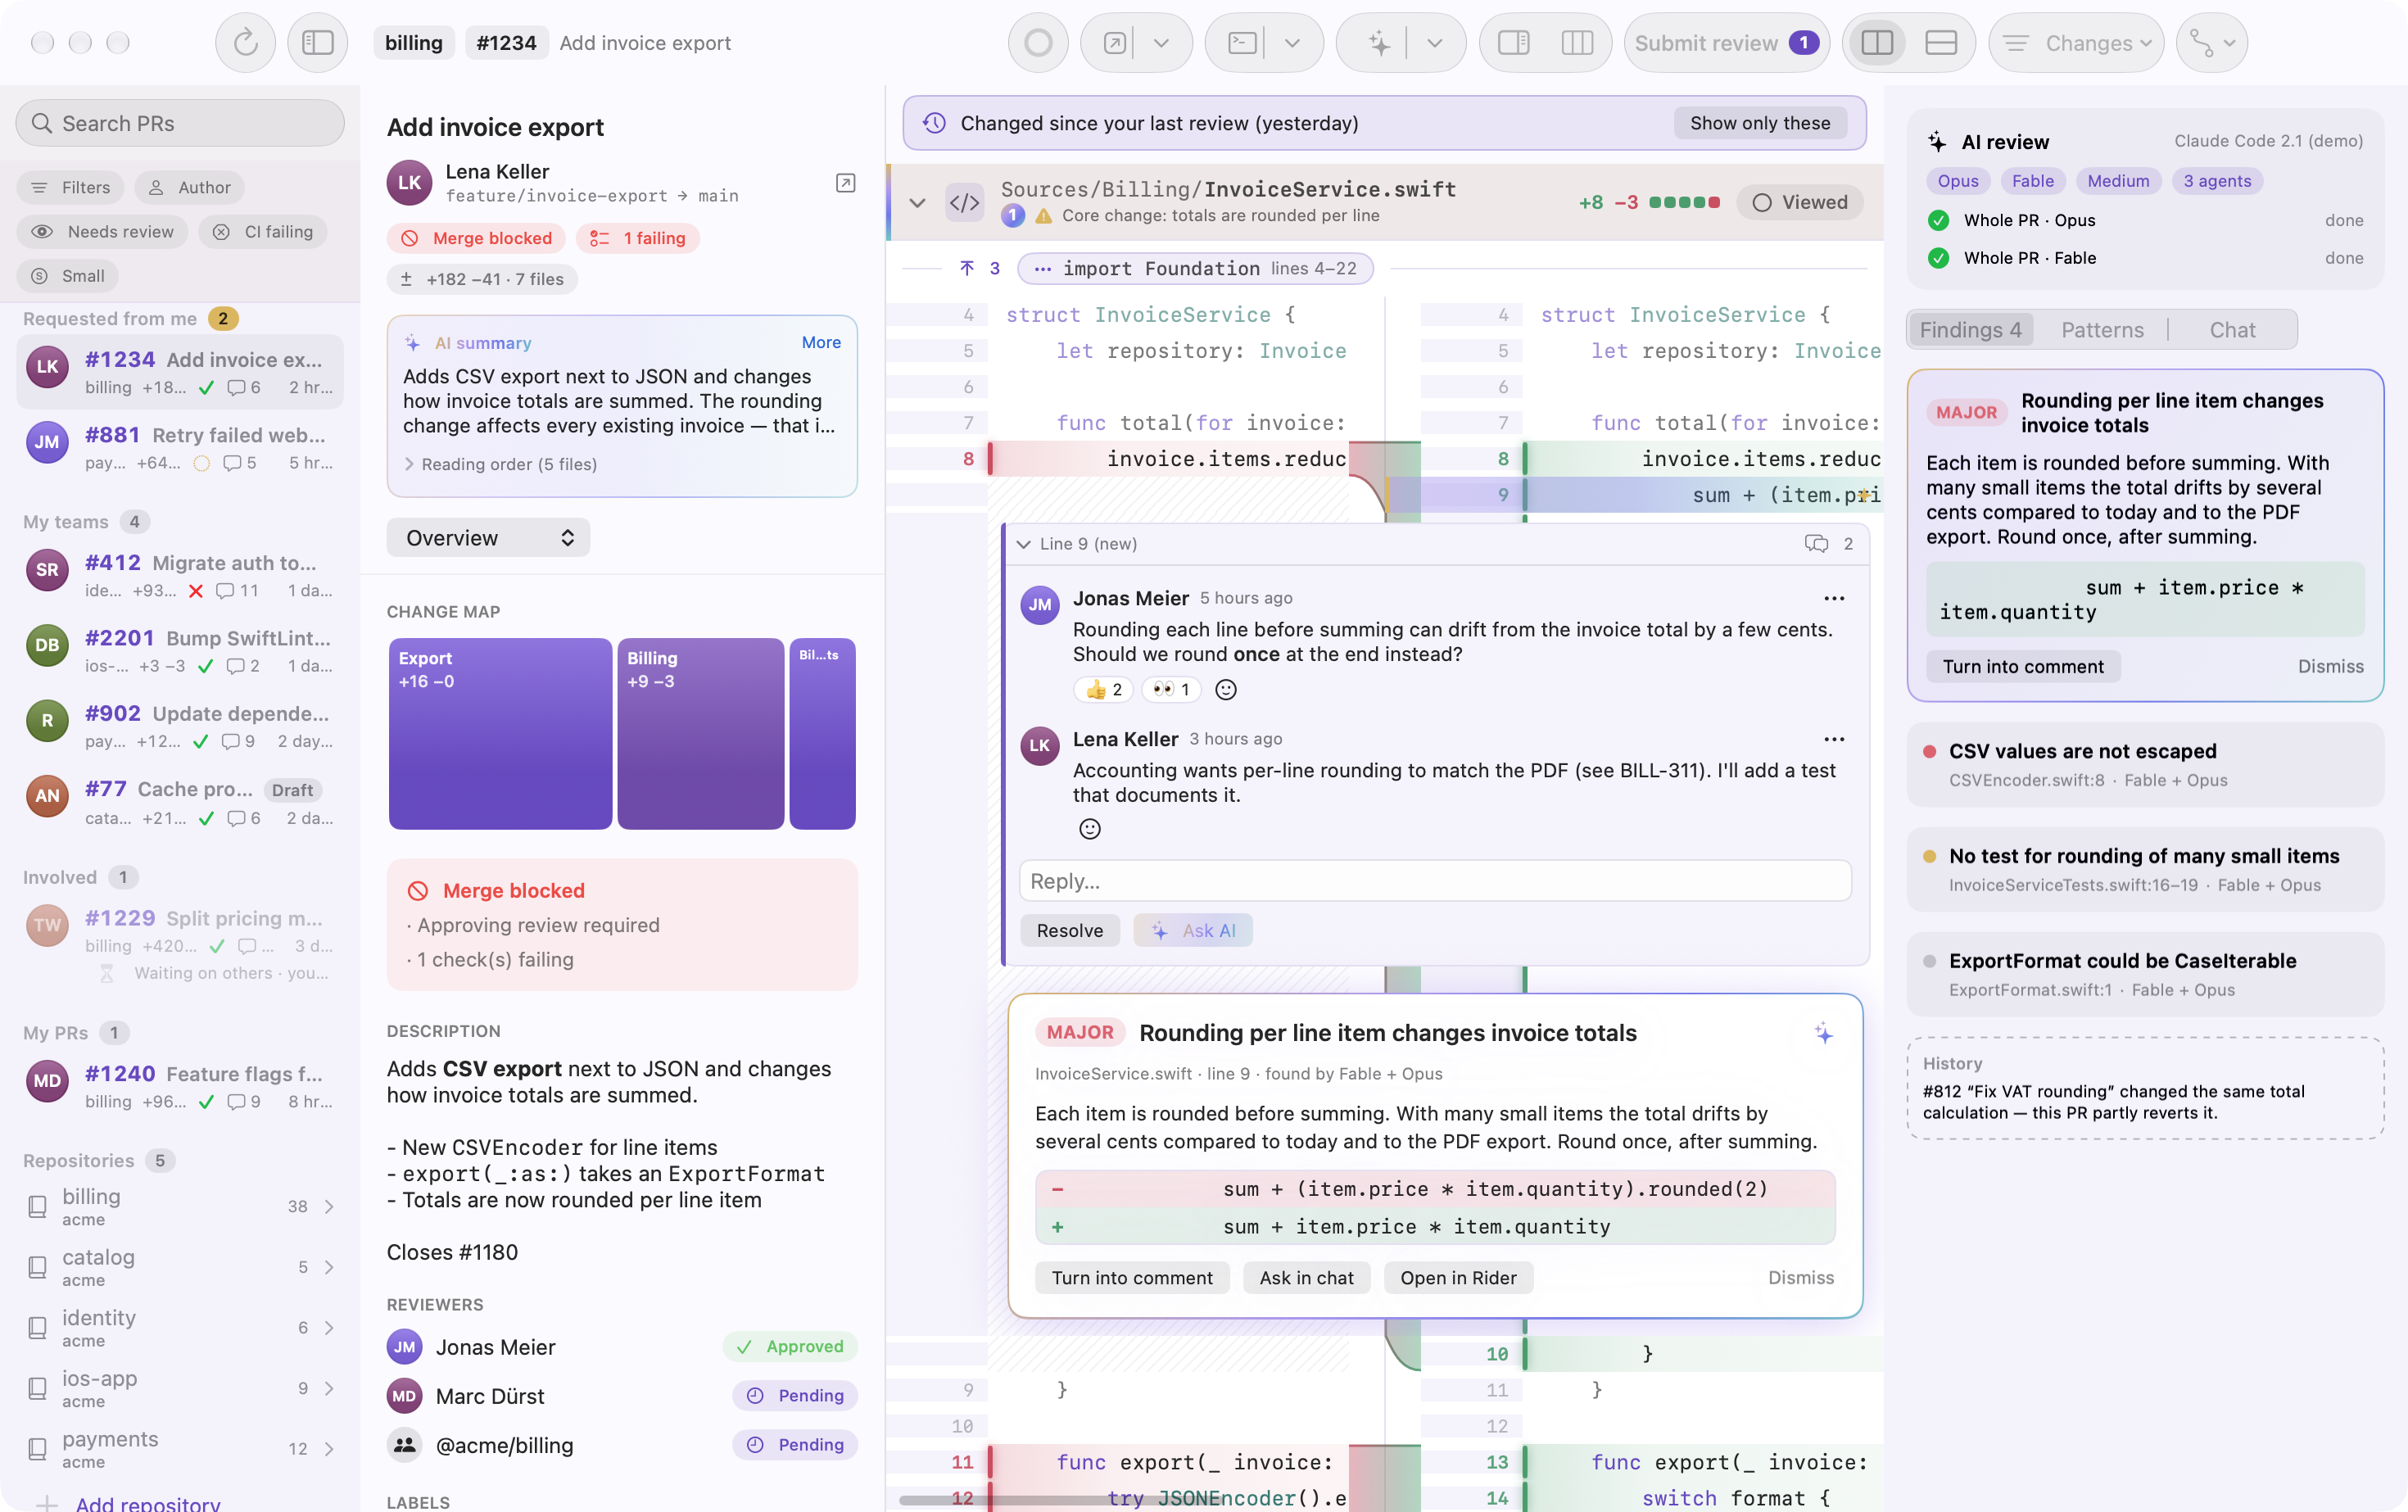 billing #1234 Add invoice export
Submit review 1
Changes
Search PRs
Filters Author
Needs review CI failing
Small
Requested from me 2
LK #1234 Add invoice ex...
billing +18... 6 2 hr...
JM #881 Retry failed web...
pay... +64... 5 5 hr...
My teams 4
SR #412 Migrate auth to...
ide... +93... 11 1 da...
DB #2201 Bump SwiftLint...
ios-... +3 −3 2 1 da...
R #902 Update depende...
pay... +12... 9 2 day...
AN #77 Cache pro... Draft
cata... +21... 6 2 da...
Involved 1
TW #1229 Split pricing m...
billing +420... ... 3 d...
Waiting on others · you...
My PRs 1
MD #1240 Feature flags f...
billing +96... 9 8 hr...
Repositories 5
billing 38
acme
catalog 5
acme
identity 6
acme
ios-app 9
acme
payments 12
acme
Add repository
Add invoice export
LK Lena Keller
feature/invoice-export → main
Merge blocked 1 failing
± +182 −41 · 7 files
AI summary More
Adds CSV export next to JSON and changes
how invoice totals are summed. The rounding
change affects every existing invoice — that i...
Reading order (5 files)
Overview
CHANGE MAP
Export
+16 −0
Billing
+9 −3
Bil...ts
Merge blocked
· Approving review required
· 1 check(s) failing
DESCRIPTION
Adds CSV export next to JSON and changes
how invoice totals are summed.
- New CSVEncoder for line items
- export(_:as:) takes an ExportFormat
- Totals are now rounded per line item
Closes #1180
REVIEWERS
JM Jonas Meier Approved
MD Marc Dürst Pending
@acme/billing Pending
LABELS
Changed since your last review (yesterday) Show only these
</> Sources/Billing/InvoiceService.swift
1 Core change: totals are rounded per line
+8 −3 Viewed
3 ··· import Foundation lines 4–22
4 struct InvoiceService { 4 struct InvoiceService {
5 let repository: Invoice 5 let repository: Invoice
6 6
7 func total(for invoice: 7 func total(for invoice:
8 invoice.items.reduc 8 invoice.items.reduc
9 sum + (item.pri
Line 9 (new) 2
JM Jonas Meier 5 hours ago
Rounding each line before summing can drift from the invoice total by a few cents.
Should we round once at the end instead?
👍 2 👀 1
LK Lena Keller 3 hours ago
Accounting wants per-line rounding to match the PDF (see BILL-311). I'll add a test
that documents it.
Reply...
Resolve Ask AI
MAJOR Rounding per line item changes invoice totals
InvoiceService.swift · line 9 · found by Fable + Opus
Each item is rounded before summing. With many small items the total drifts by
several cents compared to today and to the PDF export. Round once, after summing.
− sum + (item.price * item.quantity).rounded(2)
+ sum + item.price * item.quantity
Turn into comment Ask in chat Open in Rider Dismiss
10 }
9 } 11 }
10 12
11 func export(_ invoice: 13 func export(_ invoice:
12 try JSONEncoder().e 14 switch format {
AI review Claude Code 2.1 (demo)
Opus Fable Medium 3 agents
Whole PR · Opus done
Whole PR · Fable done
Findings 4 Patterns Chat
MAJOR Rounding per line item changes
invoice totals
Each item is rounded before summing. With
many small items the total drifts by several
cents compared to today and to the PDF
export. Round once, after summing.
sum + item.price *
item.quantity
Turn into comment Dismiss
CSV values are not escaped
CSVEncoder.swift:8 · Fable + Opus
No test for rounding of many small items
InvoiceServiceTests.swift:16–19 · Fable + Opus
ExportFormat could be CaseIterable
ExportFormat.swift:1 · Fable + Opus
History
#812 “Fix VAT rounding” changed the same total
calculation — this PR partly reverts it.